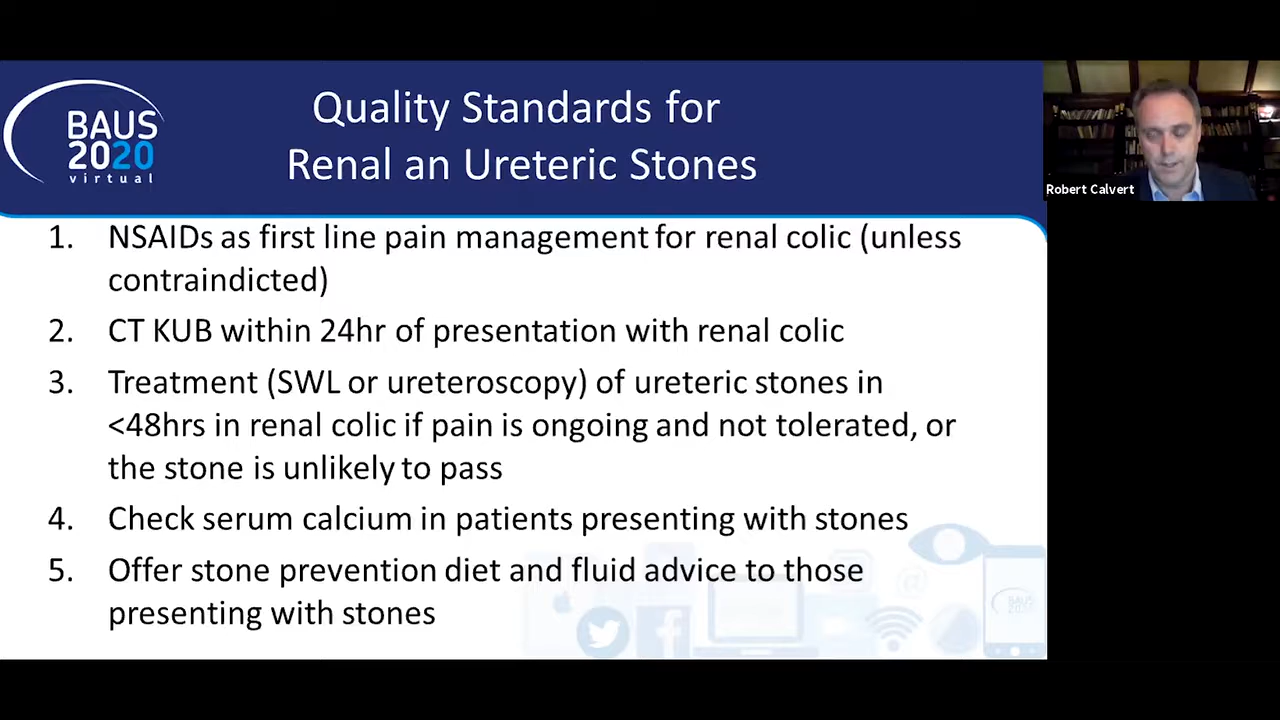 BAUS
2020
virtual
Quality Standards for
Renal an Ureteric Stones
Robert Calvert
1. NSAIDs as first line pain management for renal colic (unless
contraindicted)
2. CT KUB within 24hr of presentation with renal colic
3. Treatment (SWL or ureteroscopy) of ureteric stones in
<48hrs in renal colic if pain is ongoing and not tolerated, or
the stone is unlikely to pass
4. Check serum calcium in patients presenting with stones
5. Offer stone prevention diet and fluid advice to those
presenting with stones
BAUS
2020